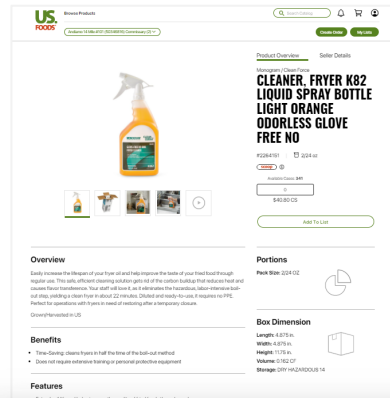 US.
FOODS
Browse Products
Search Catalog
Create Order
My Lists
Product Overview
Seller Details
Monogram / Clean Force
CLEANER, FRYER K82
LIQUID SPRAY BOTTLE
LIGHT ORANGE
ODORLESS GLOVE
FREE NO
#2264151
2/24 oz
Available Cases: 341
0
$40.80 CS
Add To List
Overview
Easily increase the lifespan of your fryer oil and help improve the taste of your fried food through
regular use. This safe, efficient cleaning solution gets rid of the carbon buildup that reduces heat and
causes flavor transference. Your staff will love it, as it eliminates the hazardous, labor-intensive boil-
out step, yielding a clean fryer in about 22 minutes. Diluted and ready-to-use, it requires no PPE.
Perfect for operations with fryers in need of restoring after a temporary closure.
Grown/Harvested in US
Benefits
• Time-Saving: cleans fryers in half the time of the boil-out method
• Does not require extensive training or personal protective equipment
Features
Portions
Pack Size: 2/24 OZ
Box Dimension
Length: 4.875 in.
Width: 4.875 in.
Height: 11.75 in.
Volume: 0.162 CT
Storage: DRY HAZARDOUS 14